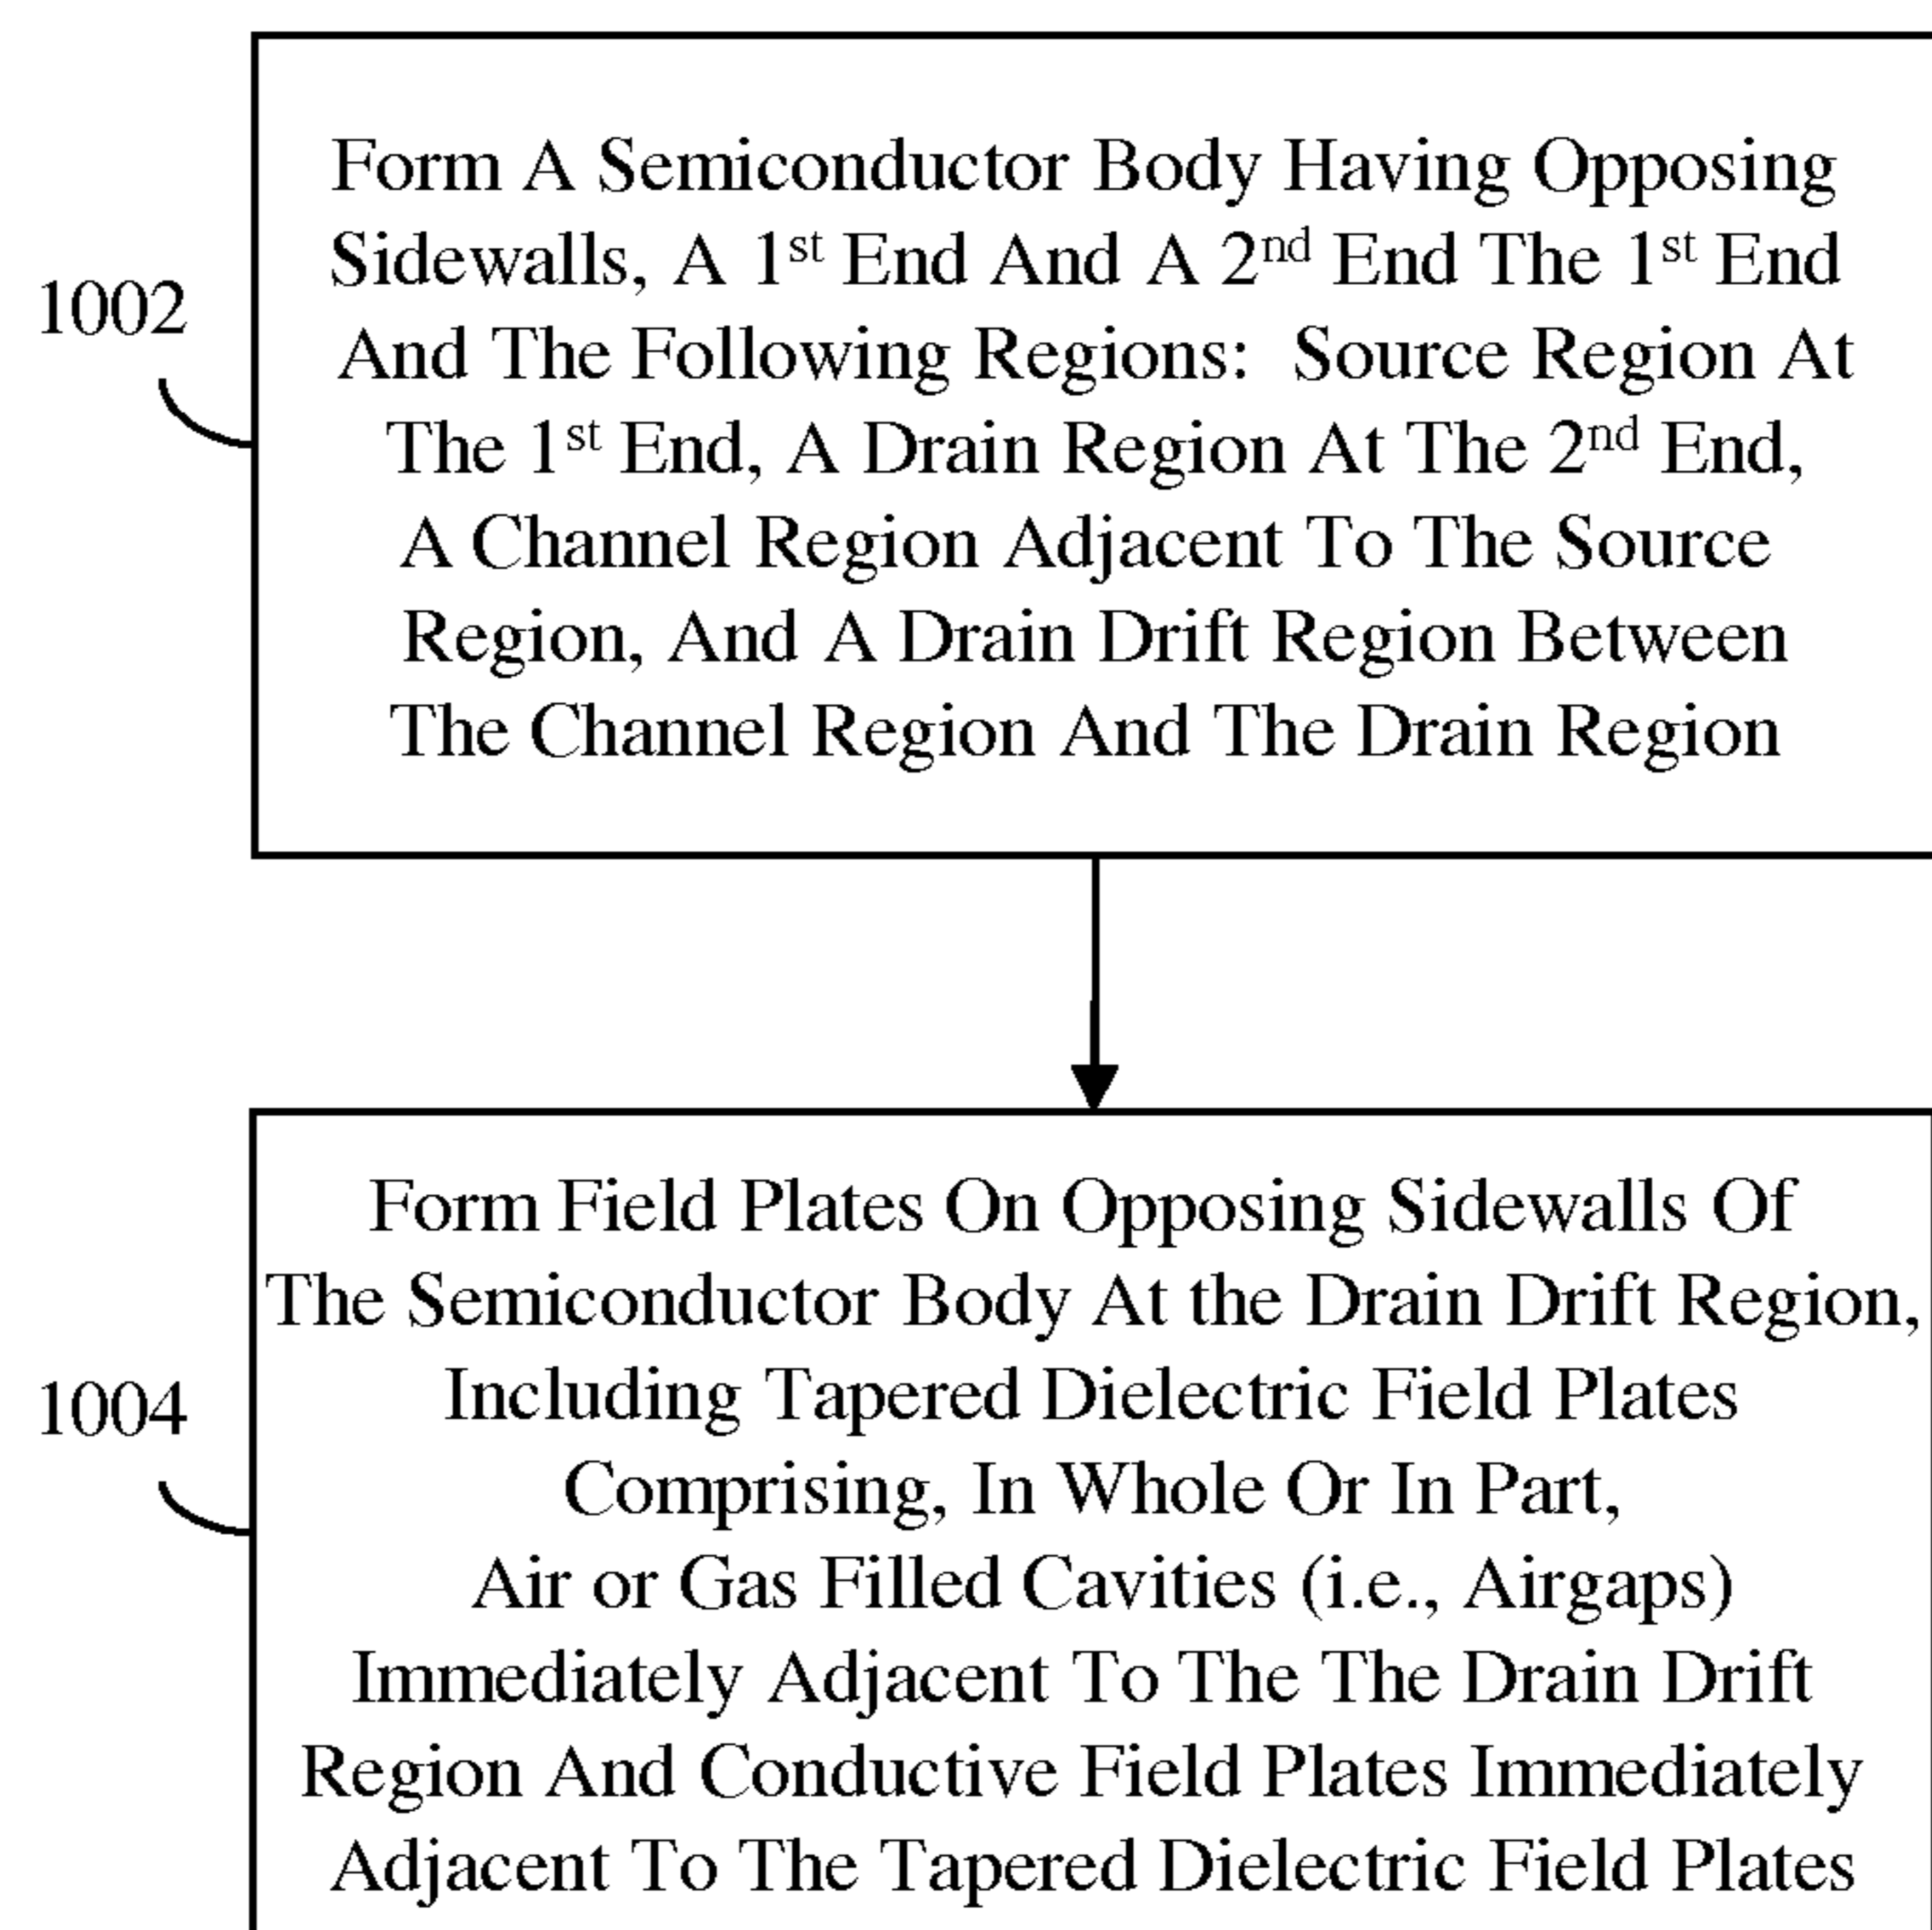 Form A Semiconductor Body Having Opposing
Sidewalls, A 1st End And A 2nd End The 1st End
And The Following Regions: Source Region At
The 1st End, A Drain Region At The 2nd End,
A Channel Region Adjacent To The Source
Region, And A Drain Drift Region Between
The Channel Region And The Drain Region
1002
Form Field Plates On Opposing Sidewalls Of
The Semiconductor Body At the Drain Drift Region,
Including Tapered Dielectric Field Plates
Comprising, In Whole Or In Part,
Air or Gas Filled Cavities (i.e., Airgaps)
Immediately Adjacent To The The Drain Drift
Region And Conductive Field Plates Immediately
Adjacent To The Tapered Dielectric Field Plates
1004